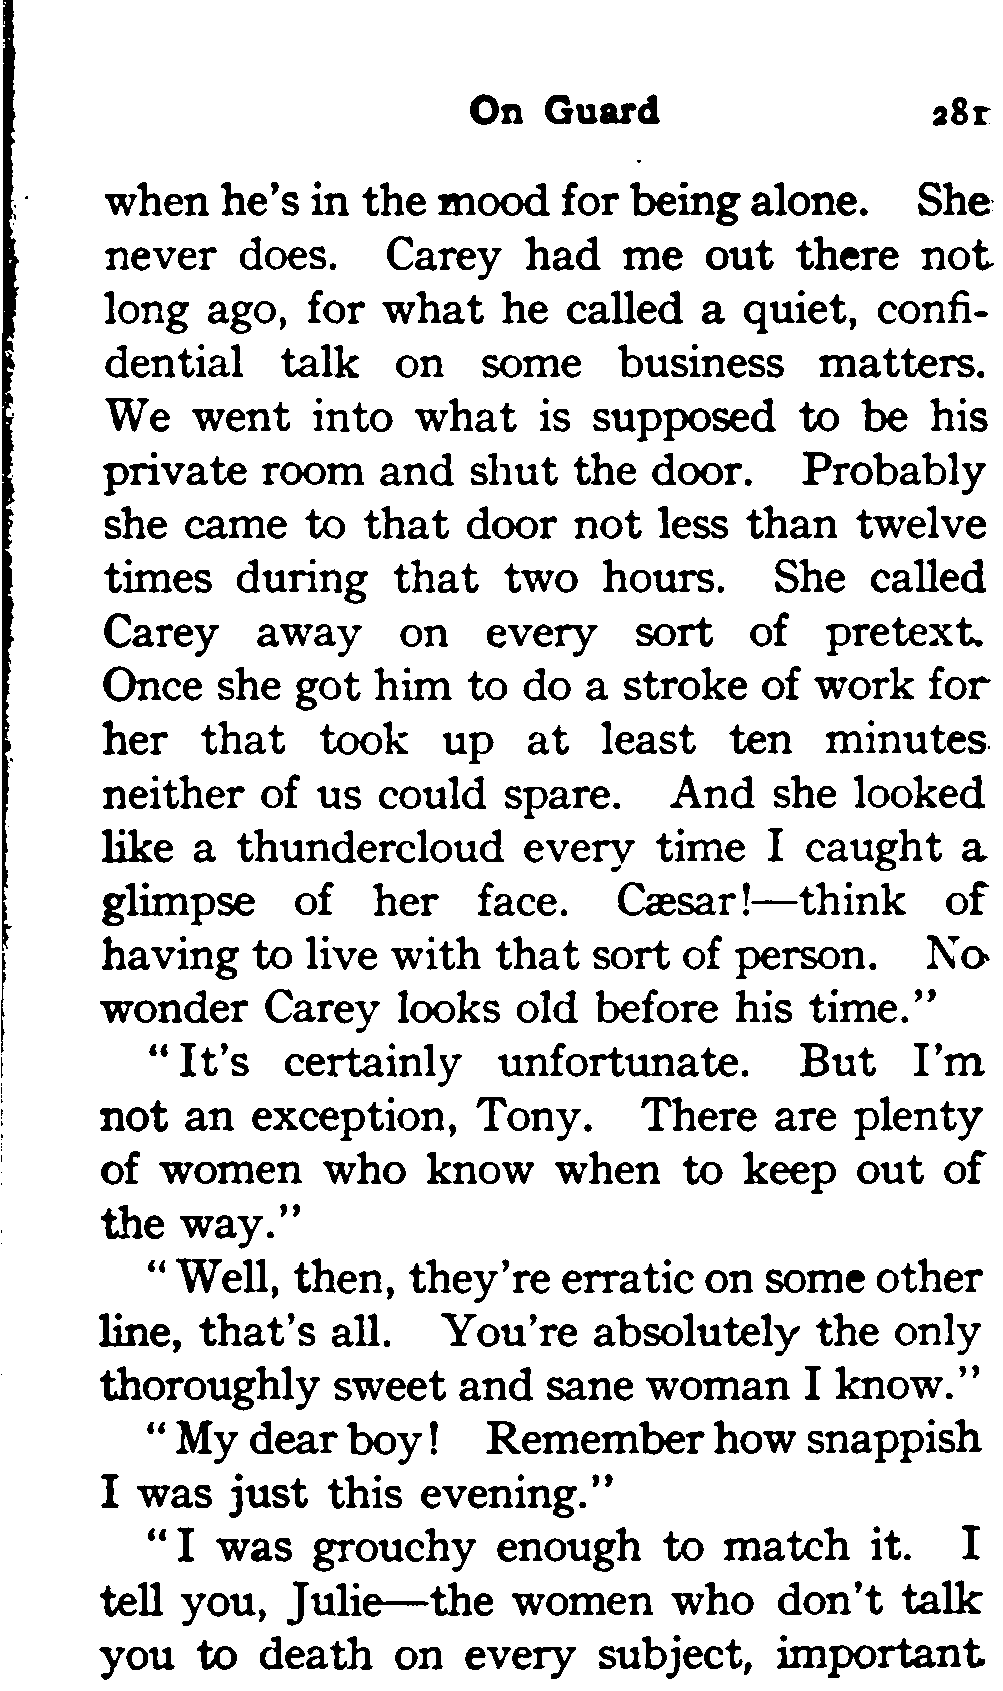 On Guard 281
when he's in the mood for being alone. She
never does. Carey had me out there not
long ago, for what he called a quiet, confi-
dential talk on some business matters.
We went into what is supposed to be his
private room and shut the door. Probably
she came to that door not less than twelve
times during that two hours. She called
Carey away on every sort of pretext.
Once she got him to do a stroke of work for
her that took up at least ten minutes
neither of us could spare. And she looked
like a thundercloud every time I caught a
glimpse of her face. Cæsar!—think of
having to live with that sort of person. No
wonder Carey looks old before his time."
"It's certainly unfortunate. But I'm
not an exception, Tony. There are plenty
of women who know when to keep out of
the way."
"Well, then, they're erratic on some other
line, that's all. You're absolutely the only
thoroughly sweet and sane woman I know."
"My dear boy! Remember how snappish
I was just this evening."
"I was grouchy enough to match it. I
tell you, Julie—the women who don't talk
you to death on every subject, important